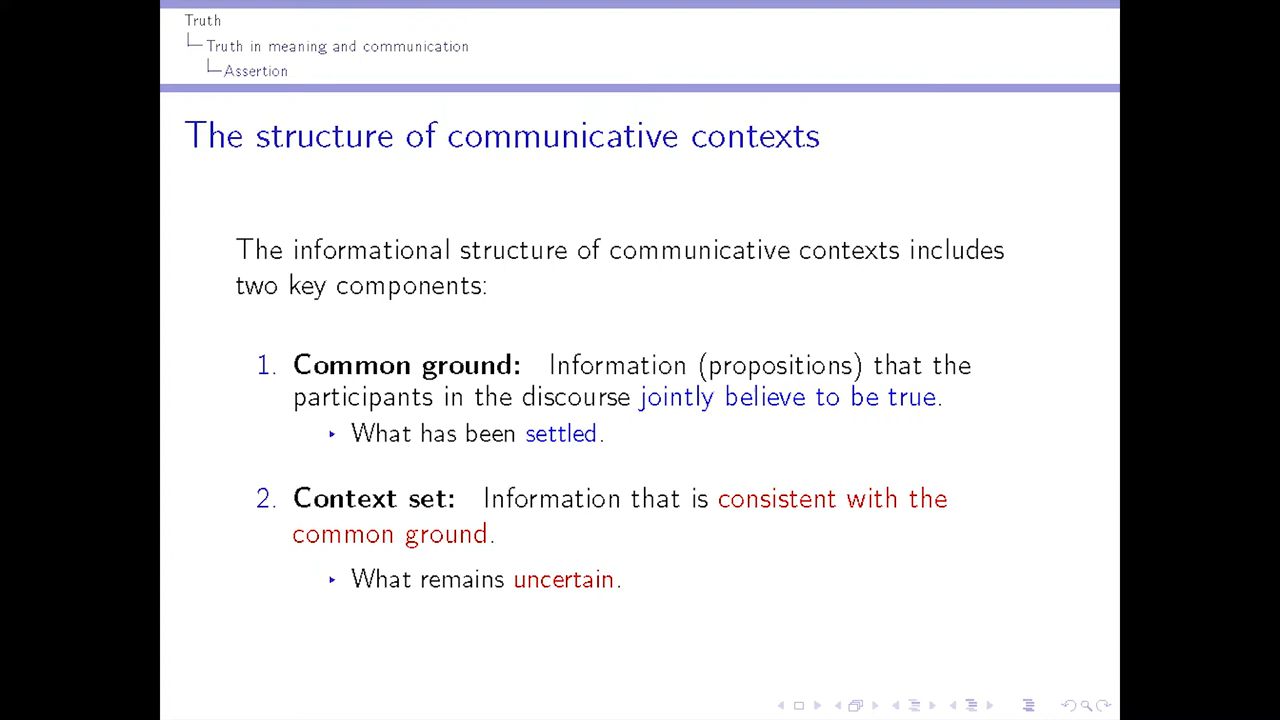 Truth
Truth in meaning and communication
Assertion
The structure of communicative contexts
The informational structure of communicative contexts includes
two key components:
1. Common ground: Information (propositions) that the
participants in the discourse jointly believe to be true.
‣ What has been settled.
2. Context set: Information that is consistent with the
common ground.
‣ What remains uncertain.